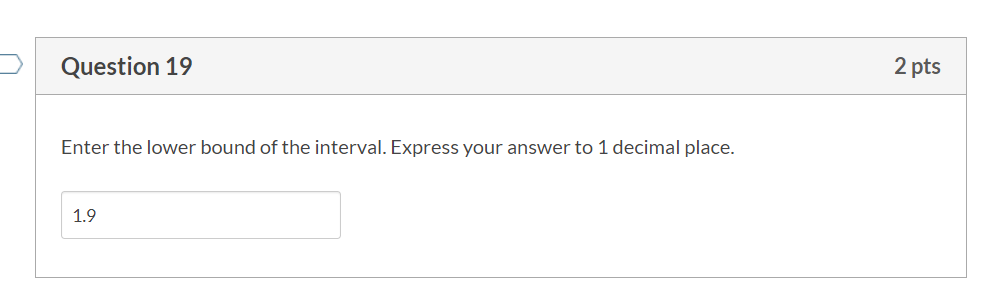 Question 19
2 pts
Enter the lower bound of the interval. Express your answer to 1 decimal place.
1.9